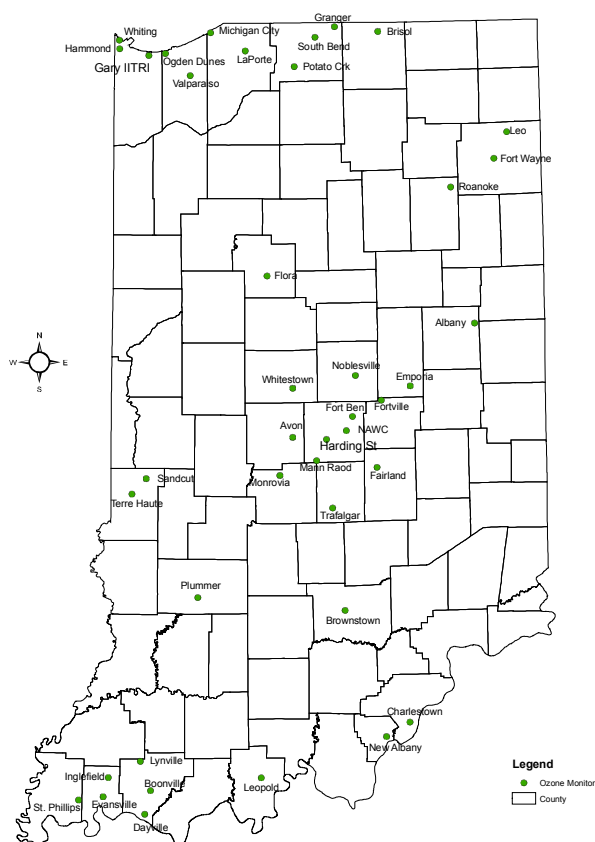 Granger
Whiting
Michigan City
Bristol
Hammond
South Bend
Ogden Dunes
LaPorte
Gary IITRI
Potato Crk
Valparaiso
Leo
Fort Wayne
Roanoke
Flora
Albany
N
W
E
S
Noblesville
Emporia
Whitestown
Fort Ben
Fortville
Avon
NAWC
Harding St
Mann Raod
Fairland
Sandcut
Monrovia
Terre Haute
Trafalgar
Plummer
Brownstown
Charlestown
New Albany
Lynville
Inglefield
Boonville
Leopold
St. Phillips
Evansville
Dayville
Legend
Ozone Monitor
County